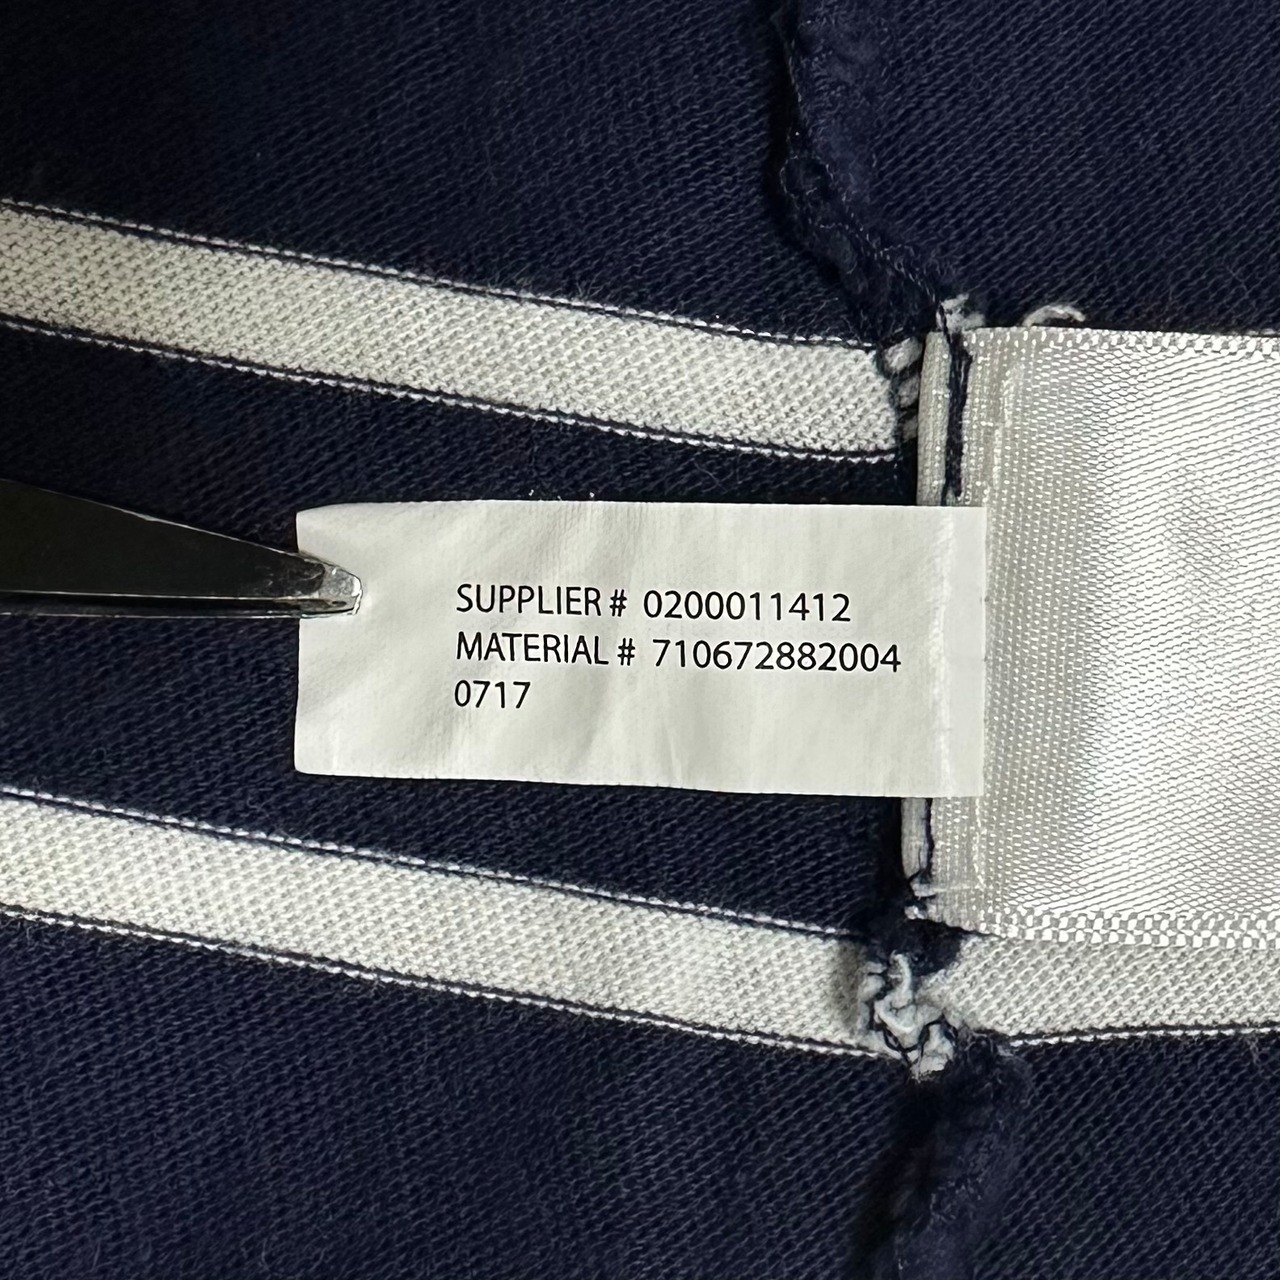 SUPPLIER # 0200011412
MATERIAL # 710672882004
0717